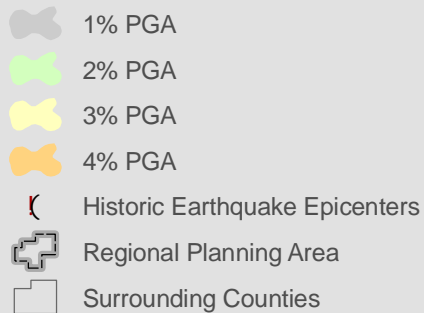 1% PGA
2% PGA
3% PGA
4% PGA
Historic Earthquake Epicenters
Regional Planning Area
Surrounding Counties